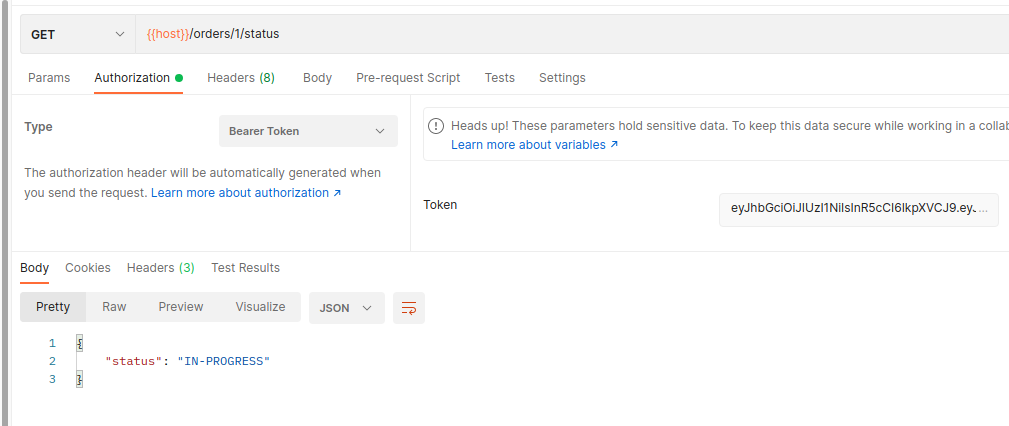 GET {{host}}/orders/1/status
Params Authorization Headers (8) Body Pre-request Script Tests Settings
Type Bearer Token
The authorization header will be automatically generated when
you send the request. Learn more about authorization ↗
Heads up! These parameters hold sensitive data. To keep this data secure while working in a collab
Learn more about variables ↗
Token eyJhbGciOiJIUzI1NiIsInR5cCI6IkpXVCJ9.eyJ...
Body Cookies Headers (3) Test Results
Pretty Raw Preview Visualize JSON
1 {
2 "status": "IN-PROGRESS"
3 }